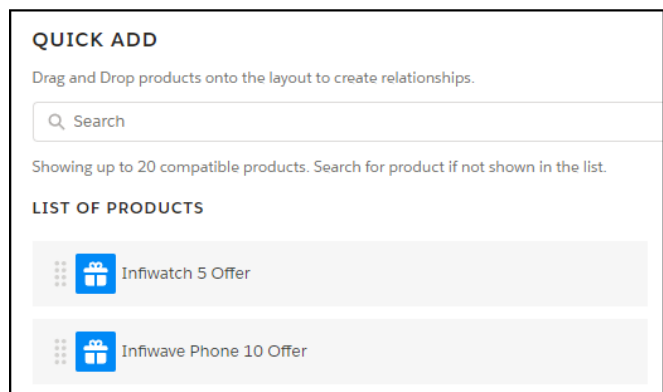 QUICK ADD
Drag and Drop products onto the layout to create relationships.
Search
Showing up to 20 compatible products. Search for product if not shown in the list.
LIST OF PRODUCTS
Infiwatch 5 Offer
Infiwave Phone 10 Offer